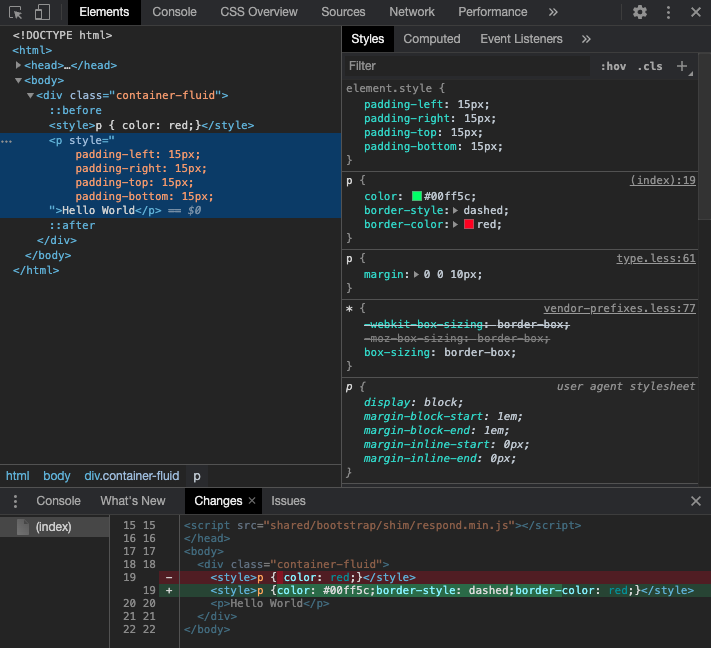 Elements Console CSS Overview Sources Network Performance »
<!DOCTYPE html>
<html>
<head>…</head>
<body>
<div class="container-fluid">
::before
<style>p { color: red;}</style>
<p style="
padding-left: 15px;
padding-right: 15px;
padding-top: 15px;
padding-bottom: 15px;
">Hello World</p> == $0
::after
</div>
</body>
</html>
html body div.container-fluid p
Styles Computed Event Listeners »
Filter :hov .cls +
element.style {
padding-left: 15px;
padding-right: 15px;
padding-top: 15px;
padding-bottom: 15px;
}
p { (index):19
color: #00ff5c;
border-style: dashed;
border-color: red;
}
p { type.less:61
margin: 0 0 10px;
}
* { vendor-prefixes.less:77
-webkit-box-sizing: border-box;
-moz-box-sizing: border-box;
box-sizing: border-box;
}
p { user agent stylesheet
display: block;
margin-block-start: 1em;
margin-block-end: 1em;
margin-inline-start: 0px;
margin-inline-end: 0px;
}
Console What's New Changes × Issues
(index)
15 15 <script src="shared/bootstrap/shim/respond.min.js"></script>
16 16 </head>
17 17 <body>
18 18 <div class="container-fluid">
19 - <style>p { color: red;}</style>
19 + <style>p {color: #00ff5c;border-style: dashed;border-color: red;}</style>
20 20 <p>Hello World</p>
21 21 </div>
22 22 </body>